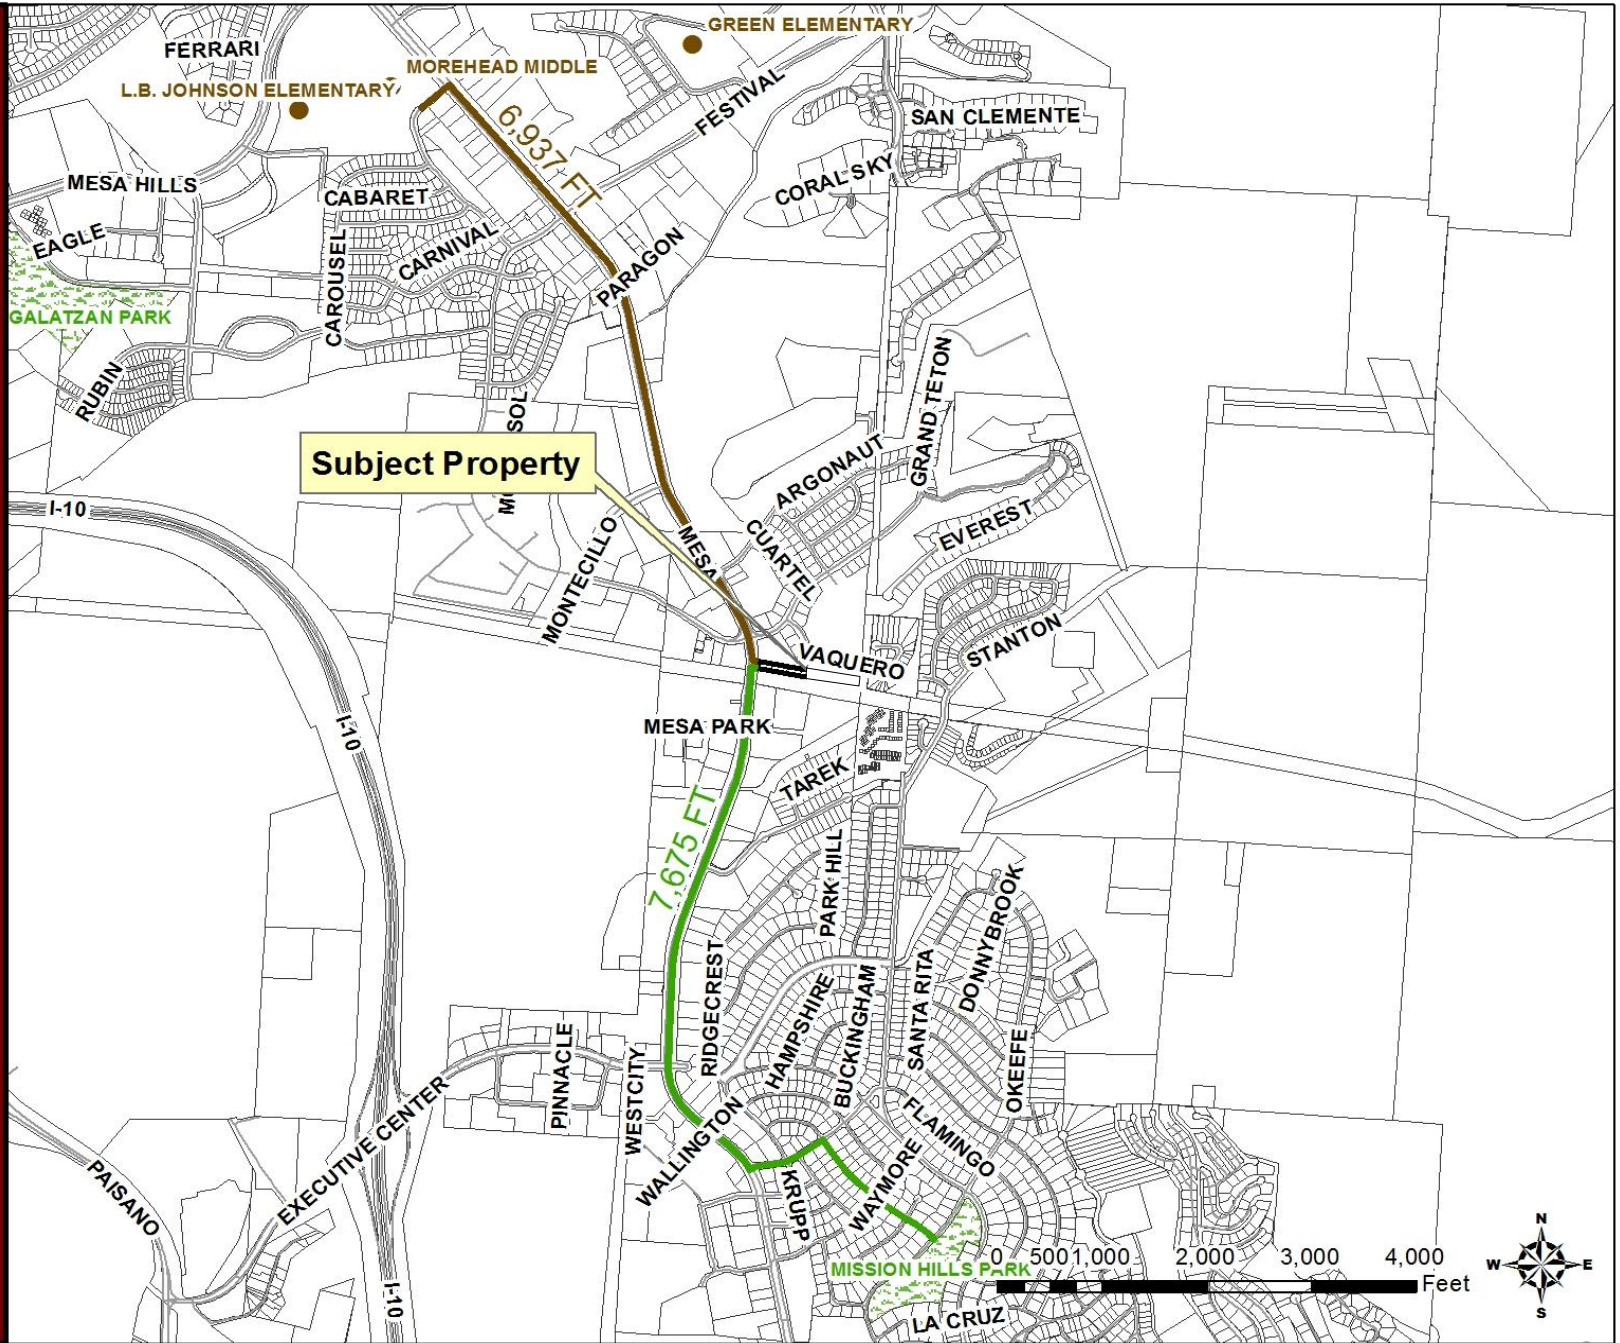 GREEN ELEMENTARY
FERRARI
MOREHEAD MIDDLE
L.B. JOHNSON ELEMENTARY
6,937 FT
FESTIVAL
SAN CLEMENTE
MESA HILLS
CABARET
CORAL SKY
EAGLE
CARNIVAL
CAROUSEL
PARAGON
GALATZAN PARK
RUBIN
GRAND TETON
SOL
Subject Property
ARGONAUT
I-10
MESA
CUARTEL
EVEREST
MONTECILLO
STANTON
VAQUERO
I-10
MESA PARK
TAREK
7,675 FT
PARK HILL
DONNYBROOK
RIDGECREST
HAMPSHIRE
BUCKINGHAM
SANTA RITA
PINNACLE
WESTCITY
OKEEFE
EXECUTIVE CENTER
WALLINGTON
FLAMINGO
PAISANO
KRUPP
WAYMORE
MISSION HILLS PARK
0 500 1,000 2,000 3,000 4,000
Feet
I-10
LA CRUZ
N
W E
S